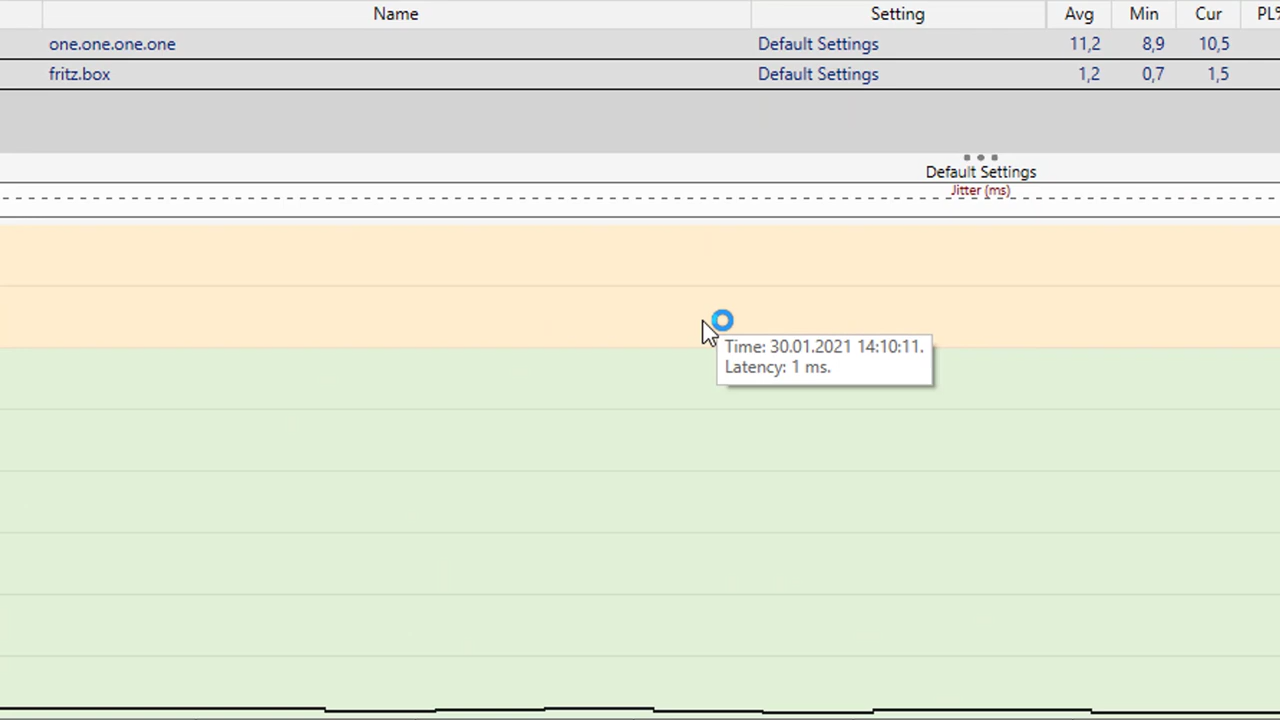 Name Setting Avg Min Cur PL%
one.one.one.one Default Settings 11,2 8,9 10,5
fritz.box Default Settings 1,2 0,7 1,5
Default Settings
Jitter (ms)
Time: 30.01.2021 14:10:11.
Latency: 1 ms.